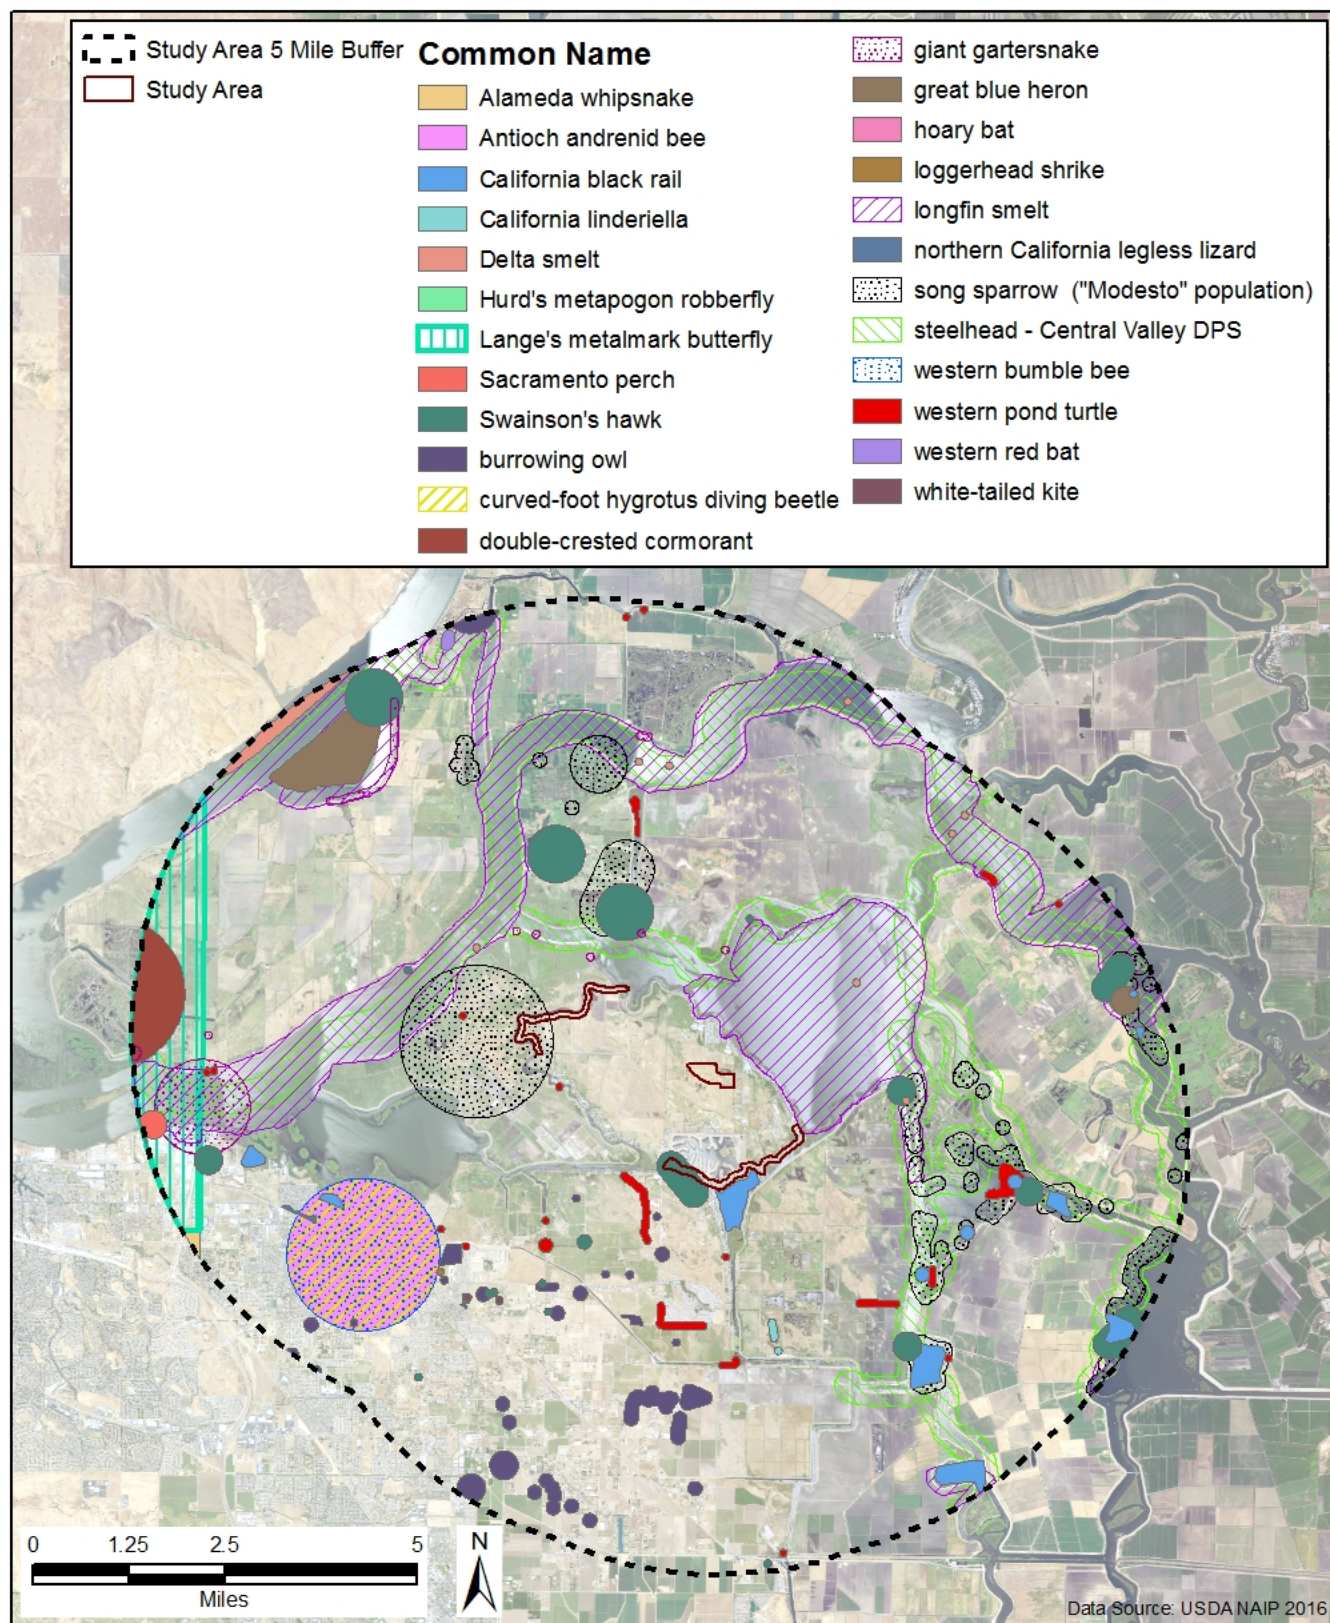 Study Area 5 Mile Buffer
Study Area
Common Name
Alameda whipsnake
Antioch andrenid bee
California black rail
California linderiella
Delta smelt
Hurd's metapogon robberfly
Lange's metalmark butterfly
Sacramento perch
Swainson's hawk
burrowing owl
curved-foot hygrotus diving beetle
double-crested cormorant
giant gartersnake
great blue heron
hoary bat
loggerhead shrike
longfin smelt
northern California legless lizard
song sparrow ("Modesto" population)
steelhead - Central Valley DPS
western bumble bee
western pond turtle
western red bat
white-tailed kite
0 1.25 2.5 5
Miles
N
Data Source: USDA NAIP 2016